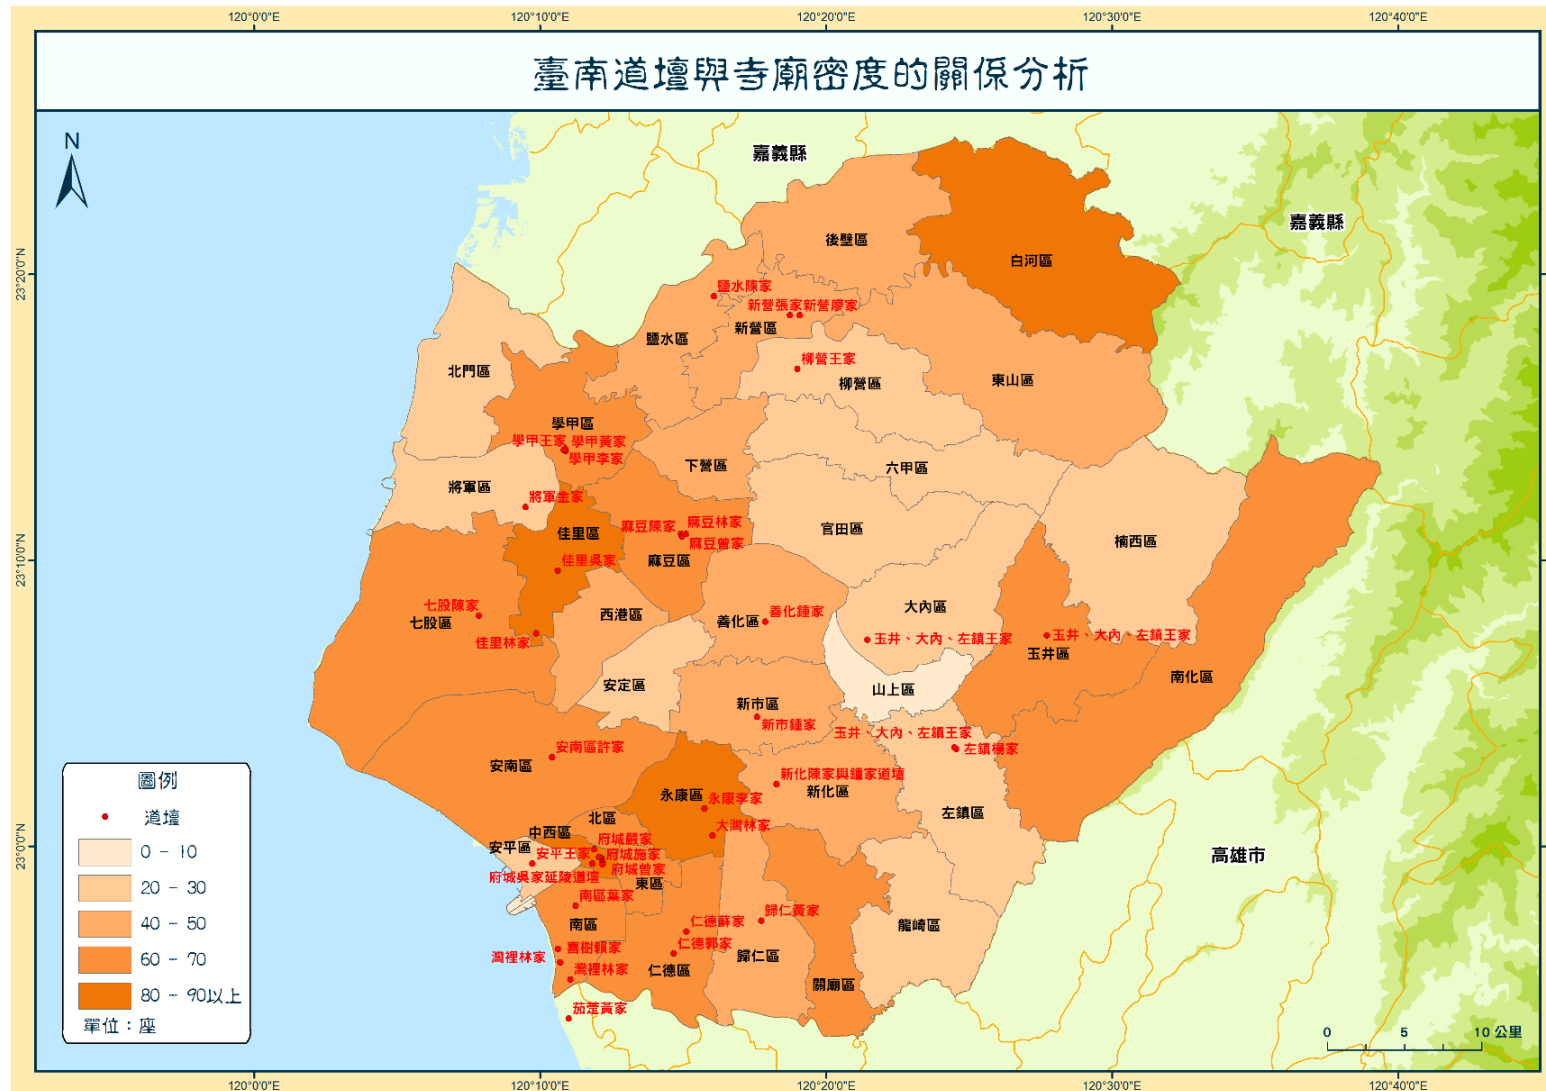 120°0'0"E
120°10'0"E
120°20'0"E
120°30'0"E
120°40'0"E
臺南道壇與寺廟密度的關係分析
N
嘉義縣
嘉義縣
後壁區
白河區
23°20'0"N
23°20'0"N
鹽水陳家
新營張家新營廖家
新營區
鹽水區
柳營王家
北門區
柳營區
東山區
學甲區
學甲王家
學甲黃家
學甲李家
下營區
六甲區
將軍區
將軍金家
麻豆陳家
麻豆林家
官田區
佳里區
麻豆曾家
楠西區
佳里吳家
麻豆區
23°10'0"N
23°10'0"N
七股陳家
七股區
西港區
善化鍾家
善化區
大內區
佳里林家
玉井、大內、左鎮王家
玉井、大內、左鎮王家
玉井區
南化區
安定區
山上區
新市區
新市鍾家
玉井、大內、左鎮王家
左鎮楊家
安南區許家
安南區
新化陳家與鍾家道壇
新化區
永康區
永康李家
左鎮區
北區
大灣林家
中西區
府城嚴家
安平區
安平王家
府城施家
府城曾家
府城吳家延陵道壇
東區
高雄市
23°0'0"N
23°0'0"N
南區葉家
南區
仁德蘇家
歸仁黃家
龍崎區
喜樹賴家
仁德郭家
灣裡林家
歸仁區
灣裡林家
仁德區
關廟區
茄萣黃家
圖例
道壇
0 - 10
20 - 30
40 - 50
60 - 70
80 - 90以上
單位：座
0 5 10 公里
120°0'0"E
120°10'0"E
120°20'0"E
120°30'0"E
120°40'0"E